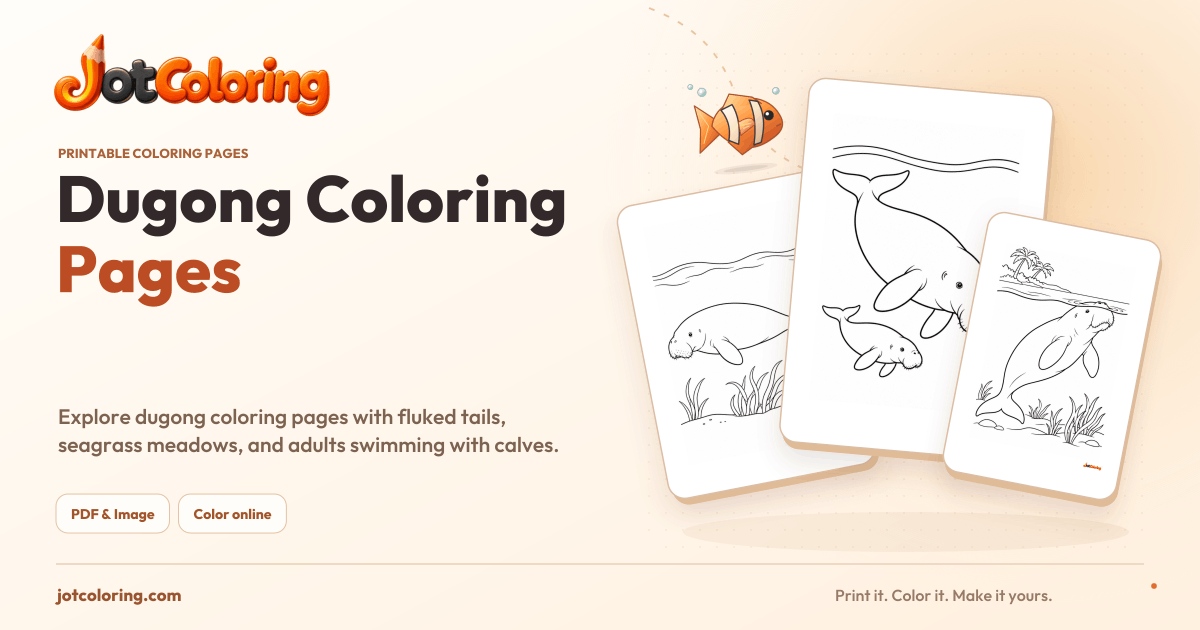 JotColoring
PRINTABLE COLORING PAGES
Dugong Coloring
Pages
Explore dugong coloring pages with fluked tails,
seagrass meadows, and adults swimming with calves.
PDF & Image
Color online
jotcoloring.com
Print it. Color it. Make it yours.